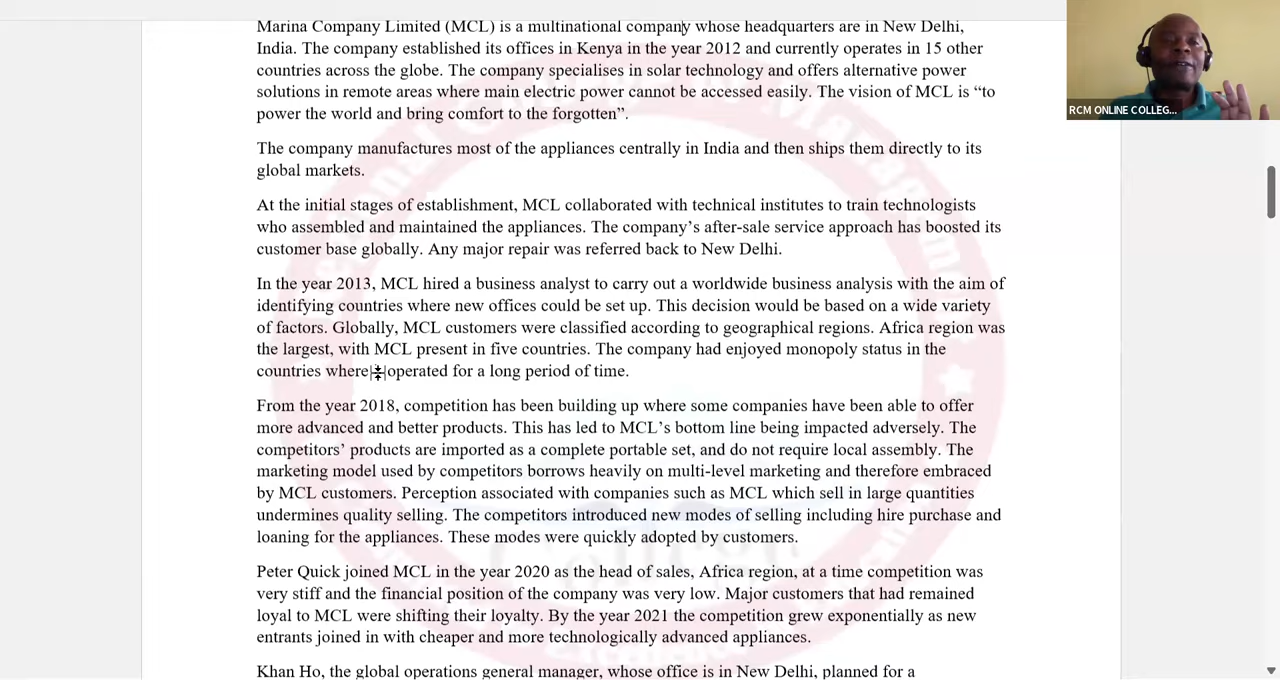 Marina Company Limited (MCL) is a multinational company whose headquarters are in New Delhi,
India. The company established its offices in Kenya in the year 2012 and currently operates in 15 other
countries across the globe. The company specialises in solar technology and offers alternative power
solutions in remote areas where main electric power cannot be accessed easily. The vision of MCL is “to
power the world and bring comfort to the forgotten”.
The company manufactures most of the appliances centrally in India and then ships them directly to its
global markets.
At the initial stages of establishment, MCL collaborated with technical institutes to train technologists
who assembled and maintained the appliances. The company’s after-sale service approach has boosted its
customer base globally. Any major repair was referred back to New Delhi.
In the year 2013, MCL hired a business analyst to carry out a worldwide business analysis with the aim of
identifying countries where new offices could be set up. This decision would be based on a wide variety
of factors. Globally, MCL customers were classified according to geographical regions. Africa region was
the largest, with MCL present in five countries. The company had enjoyed monopoly status in the
countries where operated for a long period of time.
From the year 2018, competition has been building up where some companies have been able to offer
more advanced and better products. This has led to MCL’s bottom line being impacted adversely. The
competitors’ products are imported as a complete portable set, and do not require local assembly. The
marketing model used by competitors borrows heavily on multi-level marketing and therefore embraced
by MCL customers. Perception associated with companies such as MCL which sell in large quantities
undermines quality selling. The competitors introduced new modes of selling including hire purchase and
loaning for the appliances. These modes were quickly adopted by customers.
Peter Quick joined MCL in the year 2020 as the head of sales, Africa region, at a time competition was
very stiff and the financial position of the company was very low. Major customers that had remained
loyal to MCL were shifting their loyalty. By the year 2021 the competition grew exponentially as new
entrants joined in with cheaper and more technologically advanced appliances.
Khan Ho, the global operations general manager, whose office is in New Delhi, planned for a
RCM ONLINE COLLEG...